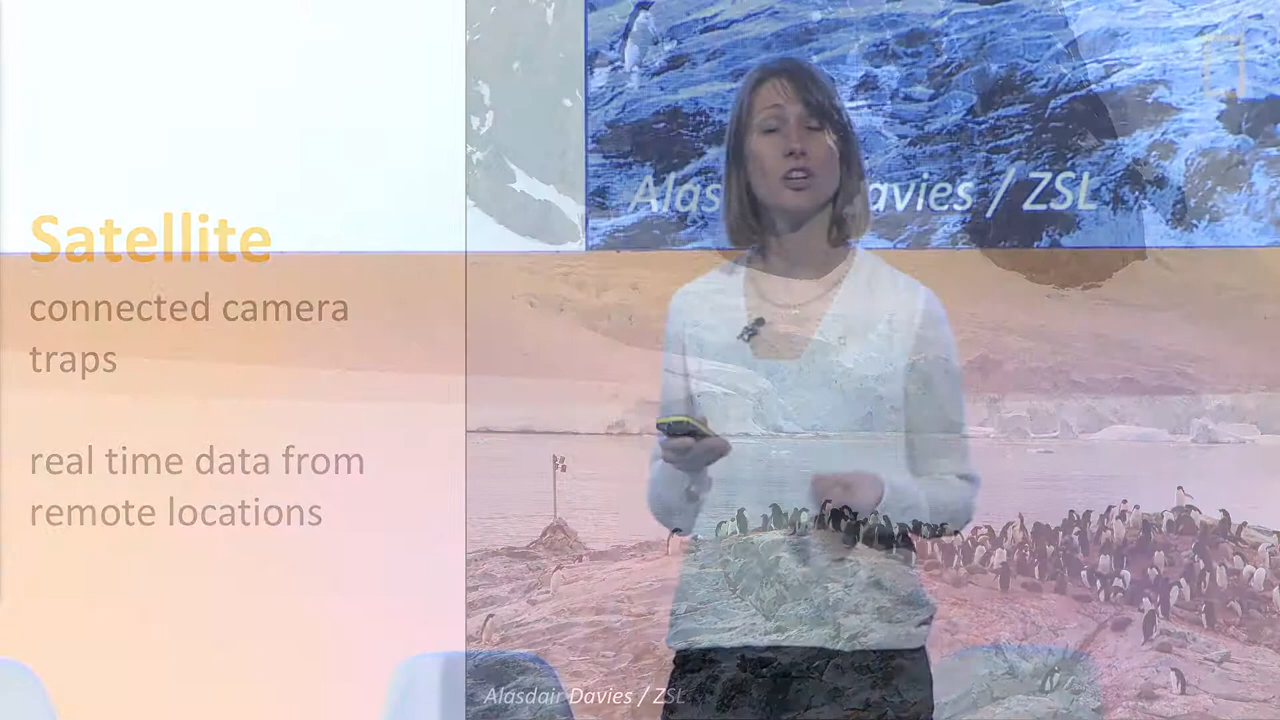 Satellite
connected camera
traps
real time data from
remote locations
Alasdair Davies / ZSL